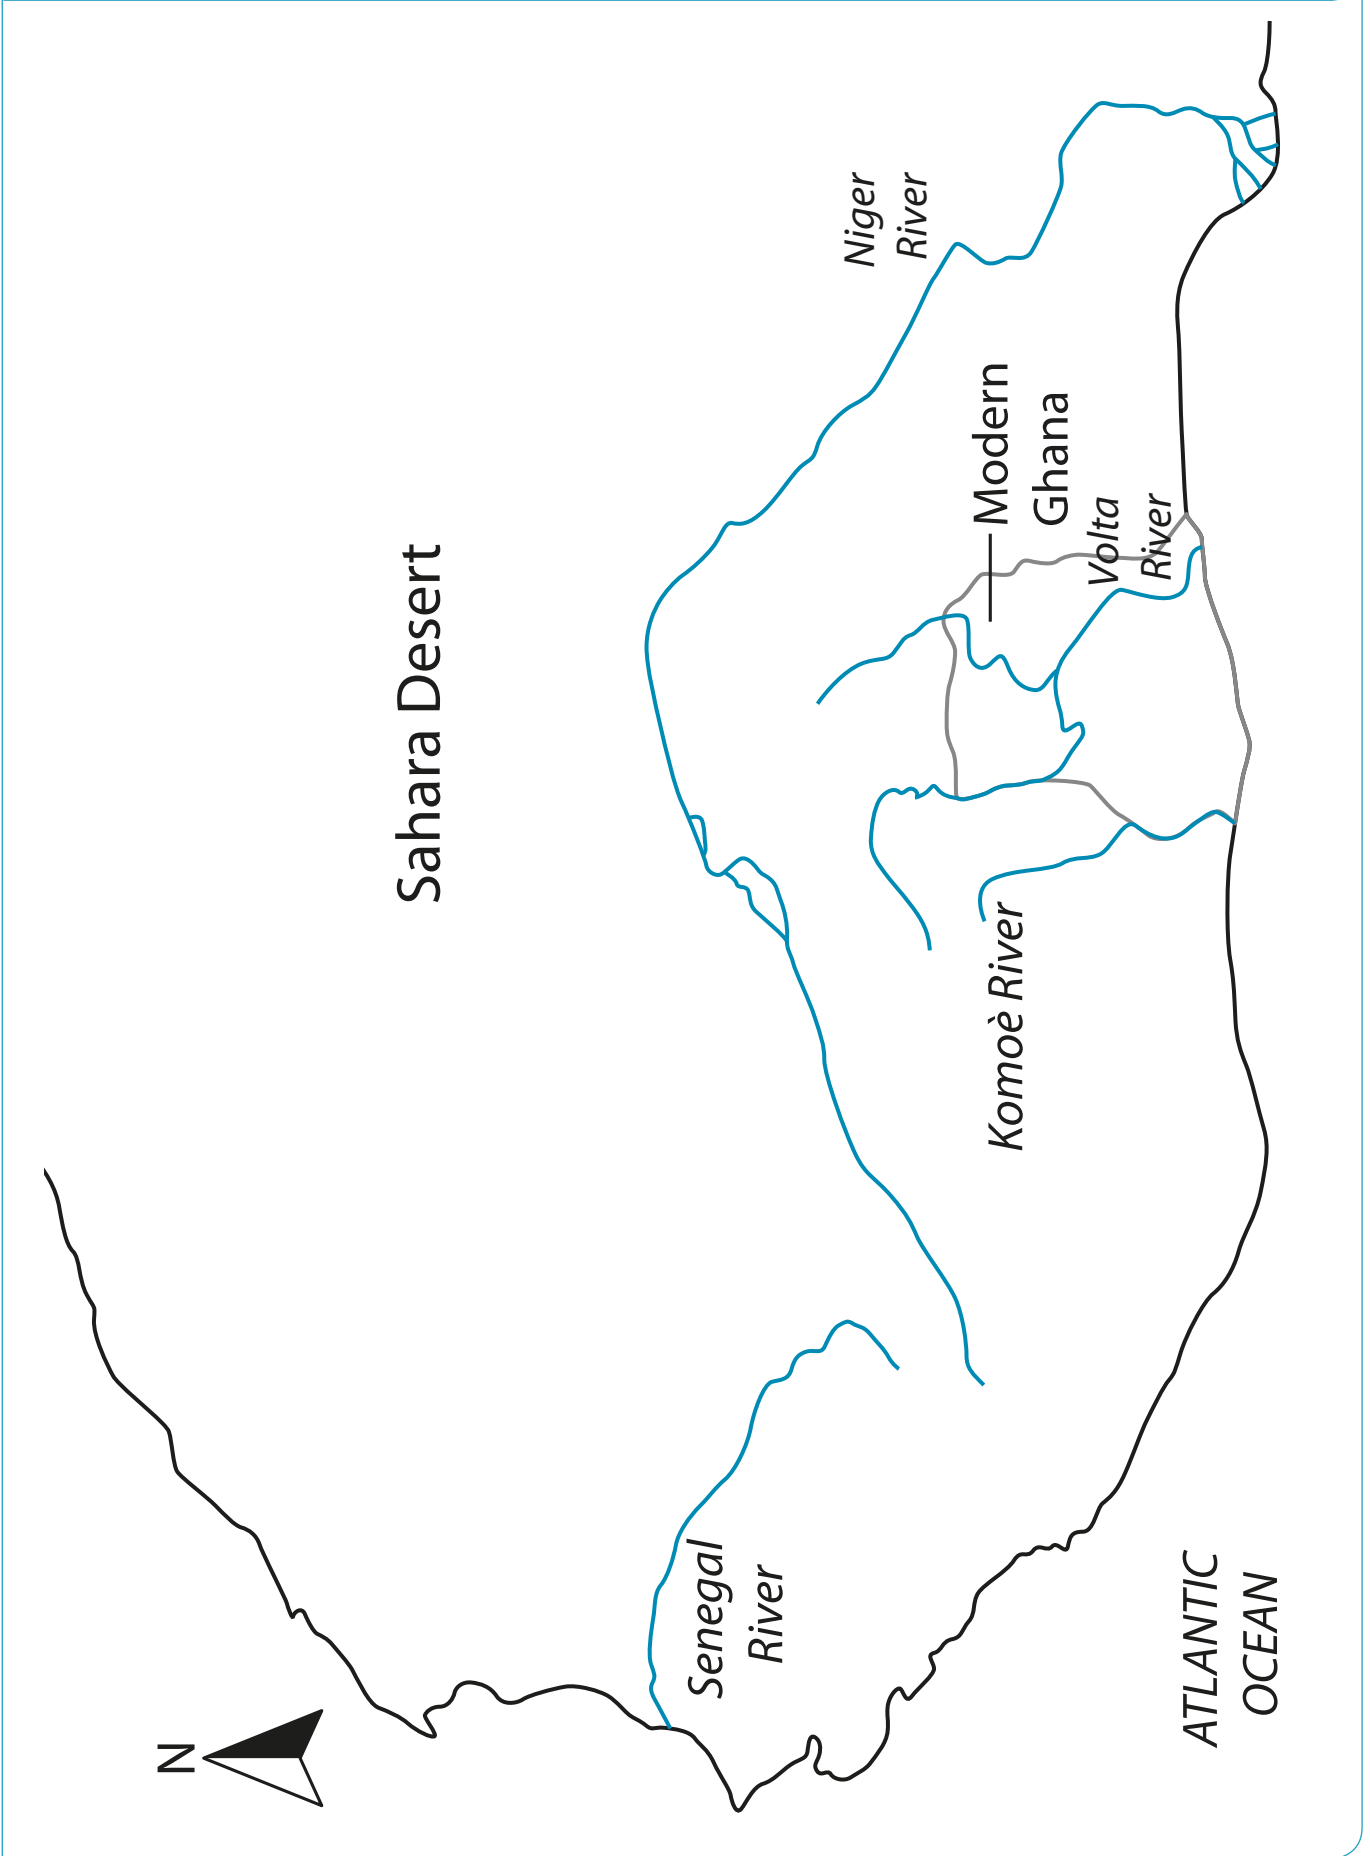 N
Sahara Desert
Niger
River
Modern
Ghana
Volta
River
Komoè River
Senegal
River
ATLANTIC
OCEAN